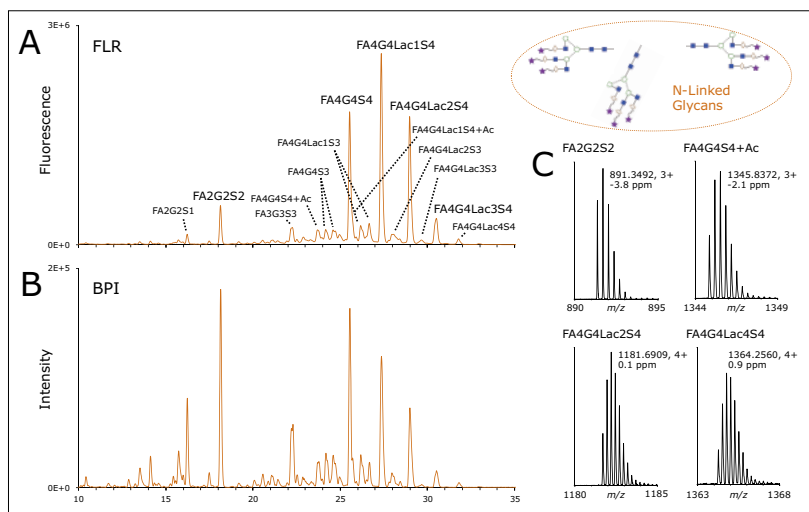 A
FLR
3E+6
Fluorescence
0E+0
FA4G4Lac1S4
FA4G4S4
FA4G4Lac2S4
FA4G4Lac1S4+Ac
FA4G4Lac1S3
FA4G4Lac2S3
FA4G4S3
FA4G4Lac3S3
FA2G2S2
FA4G4S4+Ac
FA2G2S1
FA3G3S3
FA4G4Lac3S4
FA4G4Lac4S4
B
BPI
2E+5
Intensity
0E+0
10 15 20 25 30 35
N-Linked
Glycans
C
FA2G2S2
891.3492, 3+
-3.8 ppm
890 m/z 895
FA4G4S4+Ac
1345.8372, 3+
-2.1 ppm
1344 m/z 1349
FA4G4Lac2S4
1181.6909, 4+
0.1 ppm
1180 m/z 1185
FA4G4Lac4S4
1364.2560, 4+
0.9 ppm
1363 m/z 1368